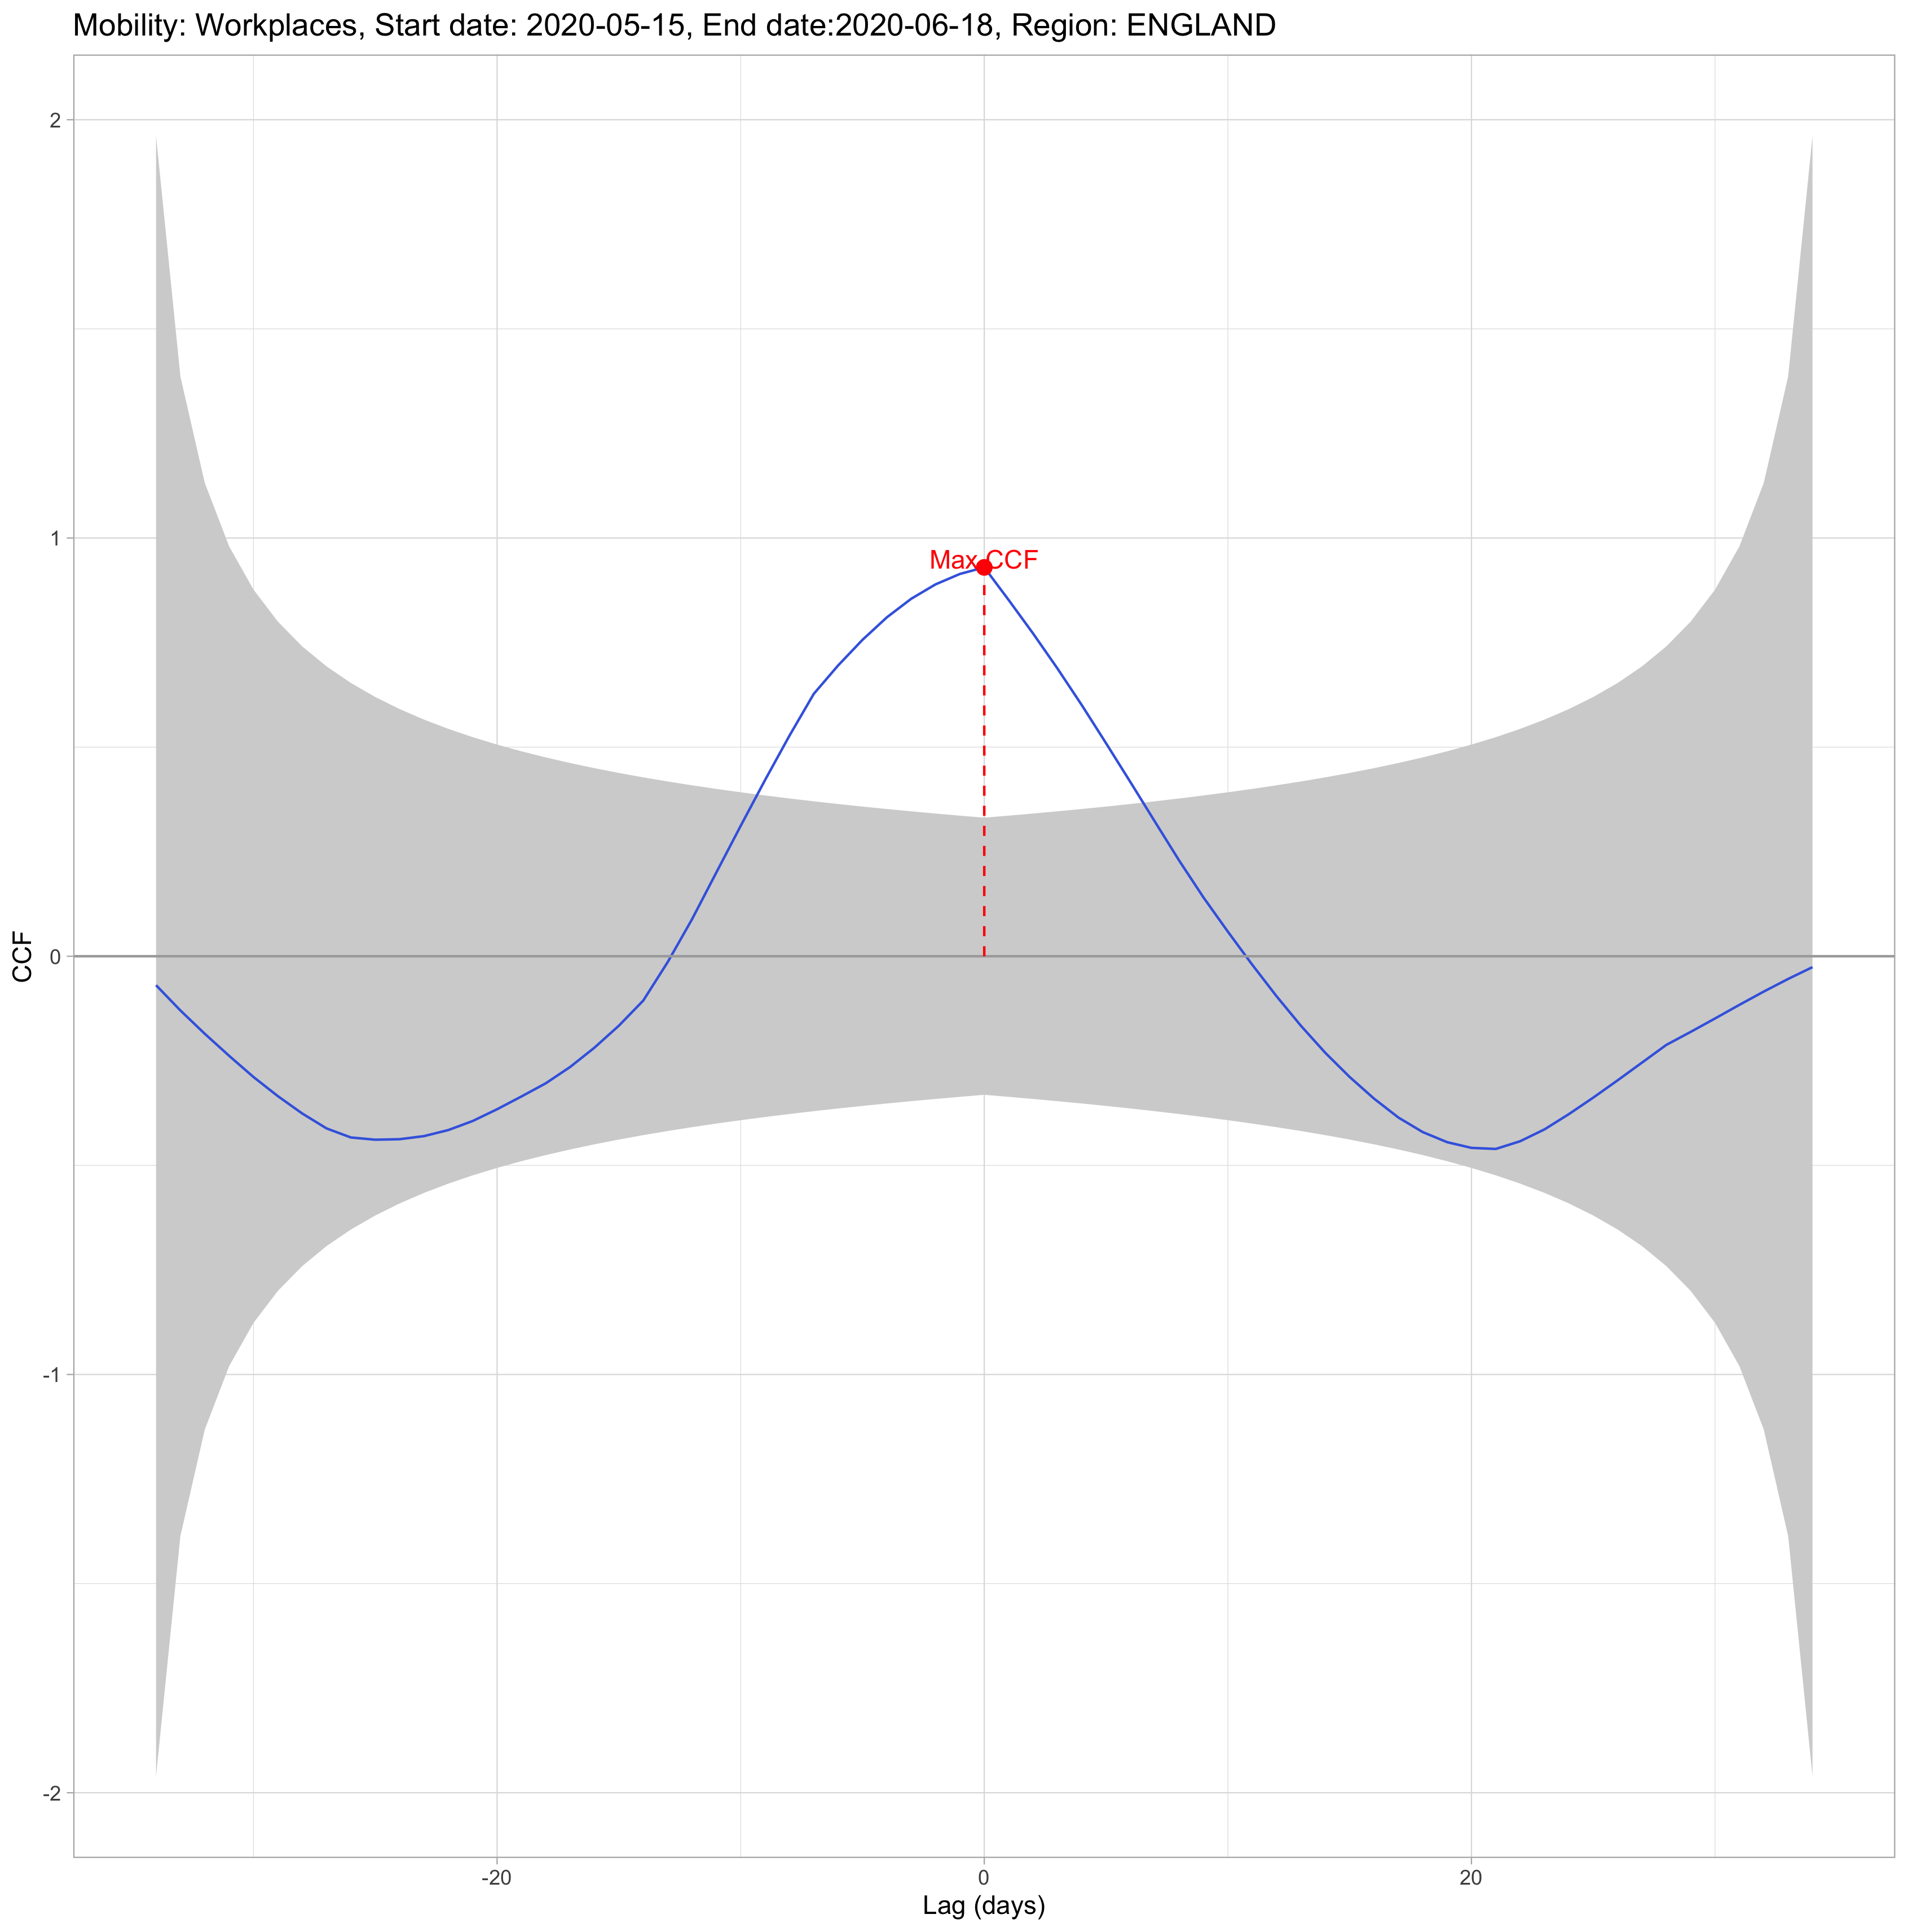 Mobility: Workplaces, Start date: 2020-05-15, End date:2020-06-18, Region: ENGLAND
2
1
Max CCF
0
CCF
-1
-2
-20
0
20
Lag (days)